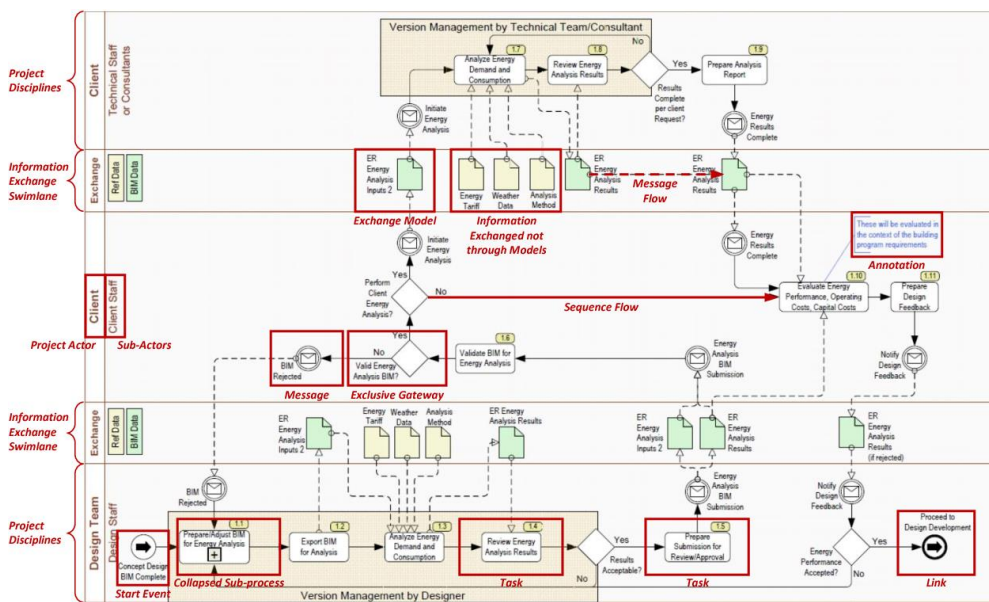 Version Management by Technical Team/Consultant
No
1.7
1.8
1.9
Analyze Energy
Demand and
Consumption
Review Energy
Analysis Results
Prepare Analysis
Report
Yes
Results
Complete
per client
Request?
Project
Disciplines
Client
Technical Staff
or Consultants
Initiate
Energy
Analysis
Energy
Results
Complete
Information
Exchange
Swimlane
Exchange
Ref Data
BIM Data
ER
Energy
Analysis
Inputs 2
Energy
Tariff
Weather
Data
Analysis
Method
ER
Energy
Analysis
Results
Message
Flow
ER
Energy
Analysis
Results
Exchange Model
Information
Exchanged not
through Models
Initiate
Energy
Analysis
Energy
Results
Complete
These will be evaluated in
the context of the building
program requirements
Annotation
1.10
1.11
Yes
Perform
Client
Energy
Analysis?
No
Sequence Flow
Evaluate Energy
Performance, Operating
Costs, Capital Costs
Prepare
Design
Feedback
Client
Client Staff
Project Actor
Sub-Actors
Yes
No
BIM
Rejected
Valid Energy
Analysis BIM?
1.6
Validate BIM for
Energy Analysis
Energy
Analysis
BIM
Submission
Notify
Design
Feedback
Message
Exclusive Gateway
Information
Exchange
Swimlane
Exchange
Ref Data
BIM Data
ER
Energy
Analysis
Inputs 2
Energy
Tariff
Weather
Data
Analysis
Method
ER Energy
Analysis Results
ER
Energy
Analysis
Inputs 2
ER
Energy
Analysis
Results
ER
Energy
Analysis
Results
(if rejected)
Project
Disciplines
Design Team
Design Staff
BIM
Rejected
Energy
Analysis
BIM
Submission
Notify
Design
Feedback
1.1
1.2
1.3
1.4
1.5
Concept Design
BIM Complete
Prepare/Adjust BIM
for Energy Analysis
Export BIM
for Analysis
Analyze Energy
Demand and
Consumption
Review Energy
Analysis Results
Yes
Results
Acceptable?
No
Prepare
Submission for
Review/Approval
Energy
Performance
Accepted?
Yes
No
Proceed to
Design Development
Start Event
Collapsed Sub-process
Task
Task
Link
Version Management by Designer